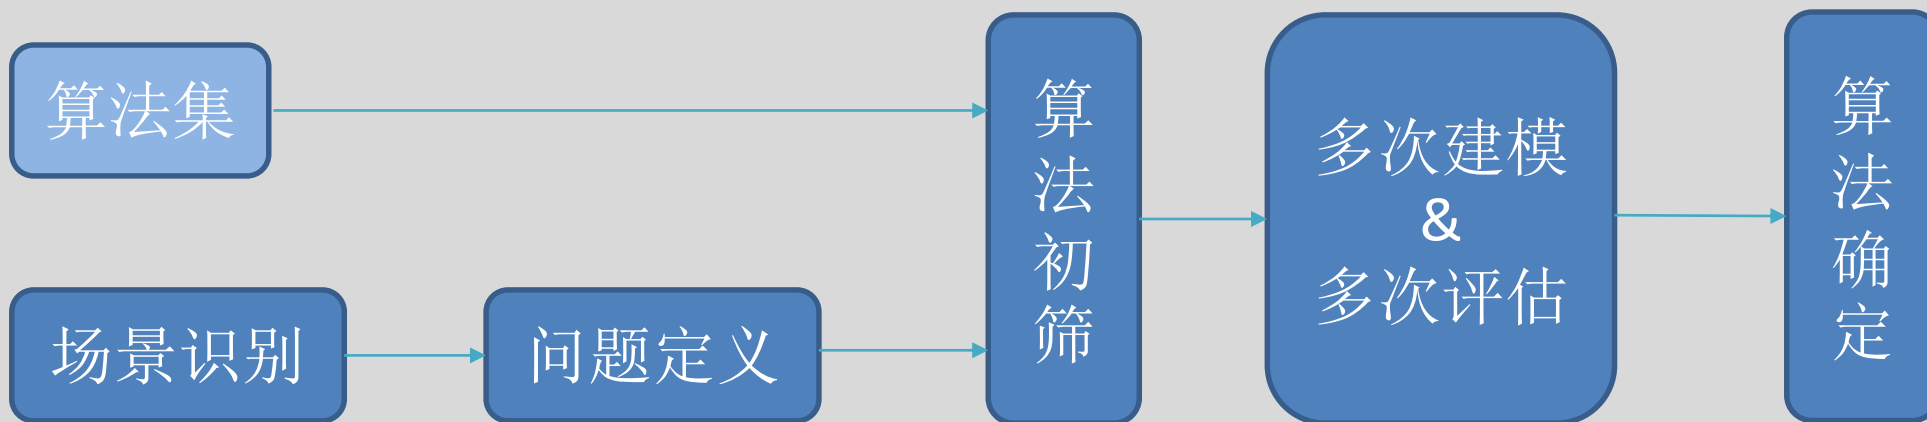 算法集
场景识别
问题定义
算法初筛
多次建模
&
多次评估
算法确定